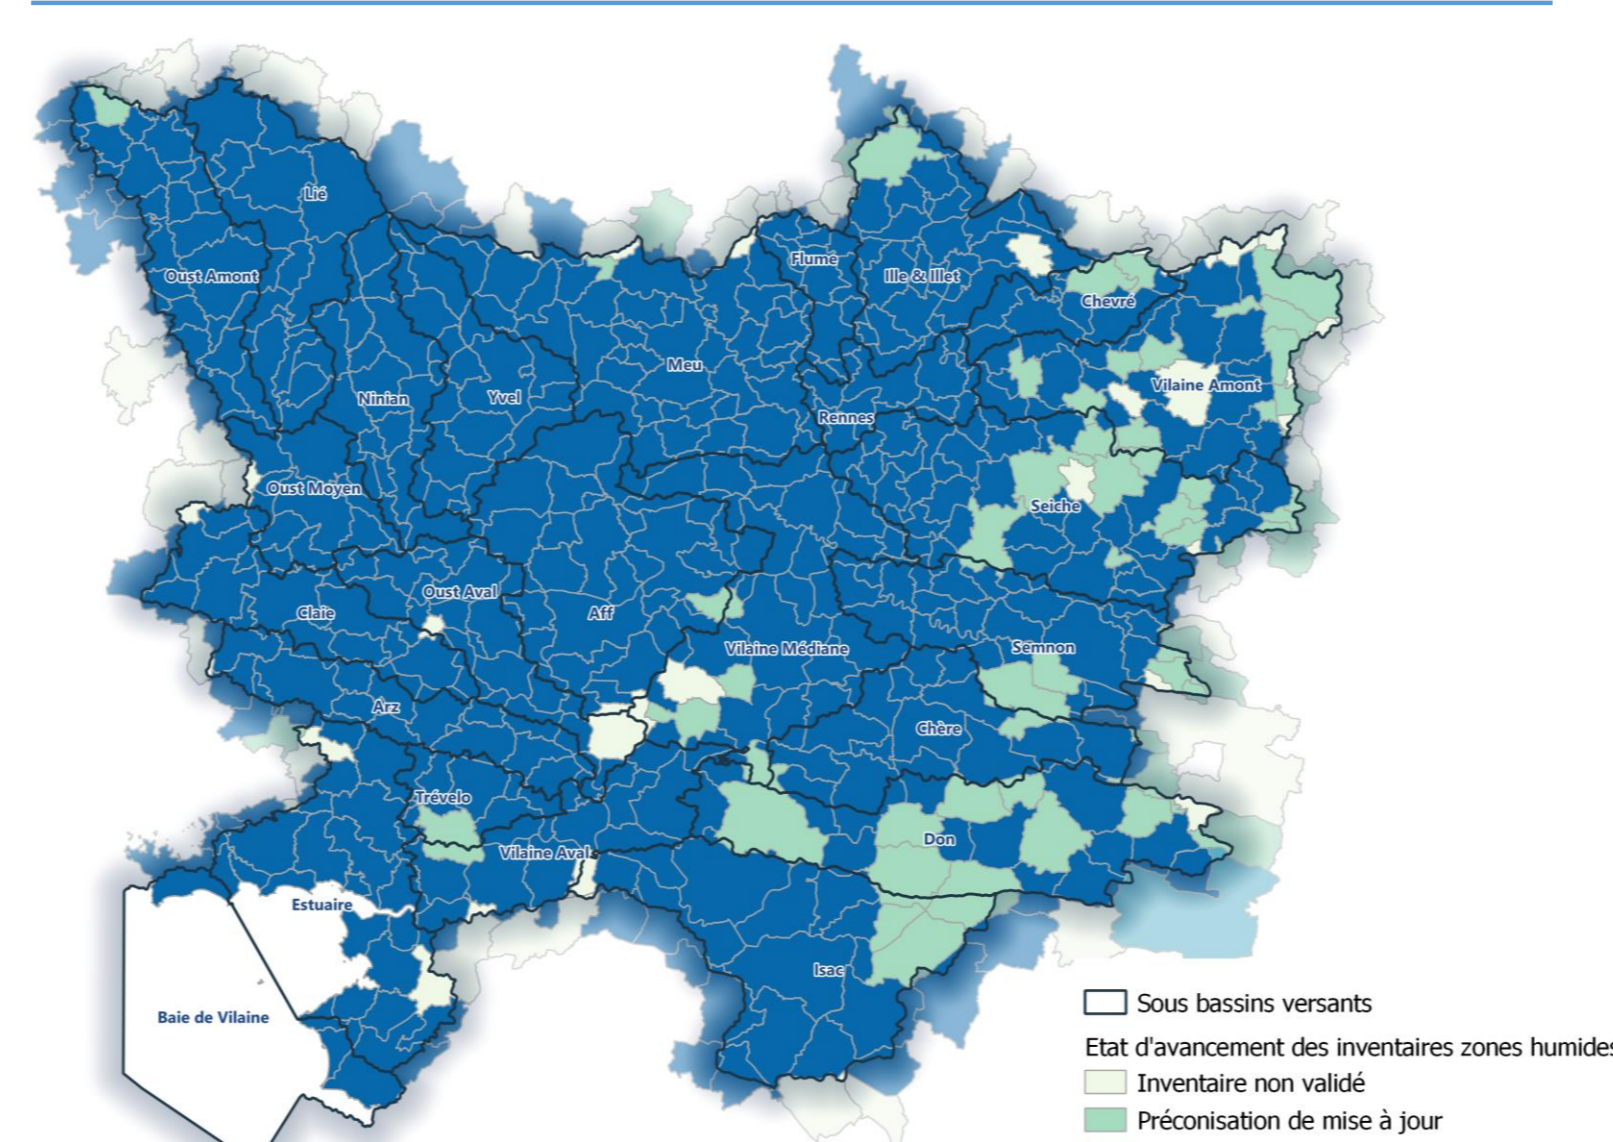 Lié
Oust Amont
Flume
Ille & Illet
Chevré
Meu
Vilaine Amont
Ninian
Yvel
Rennes
Oust Moyen
Seiche
Oust Aval
Claie
Aff
Vilaine Médiane
Semnon
Arz
Chère
Trévelo
Don
Vilaine Aval
Estuaire
Isac
Baie de Vilaine
Sous bassins versants
Etat d'avancement des inventaires zones humides
Inventaire non validé
Préconisation de mise à jour